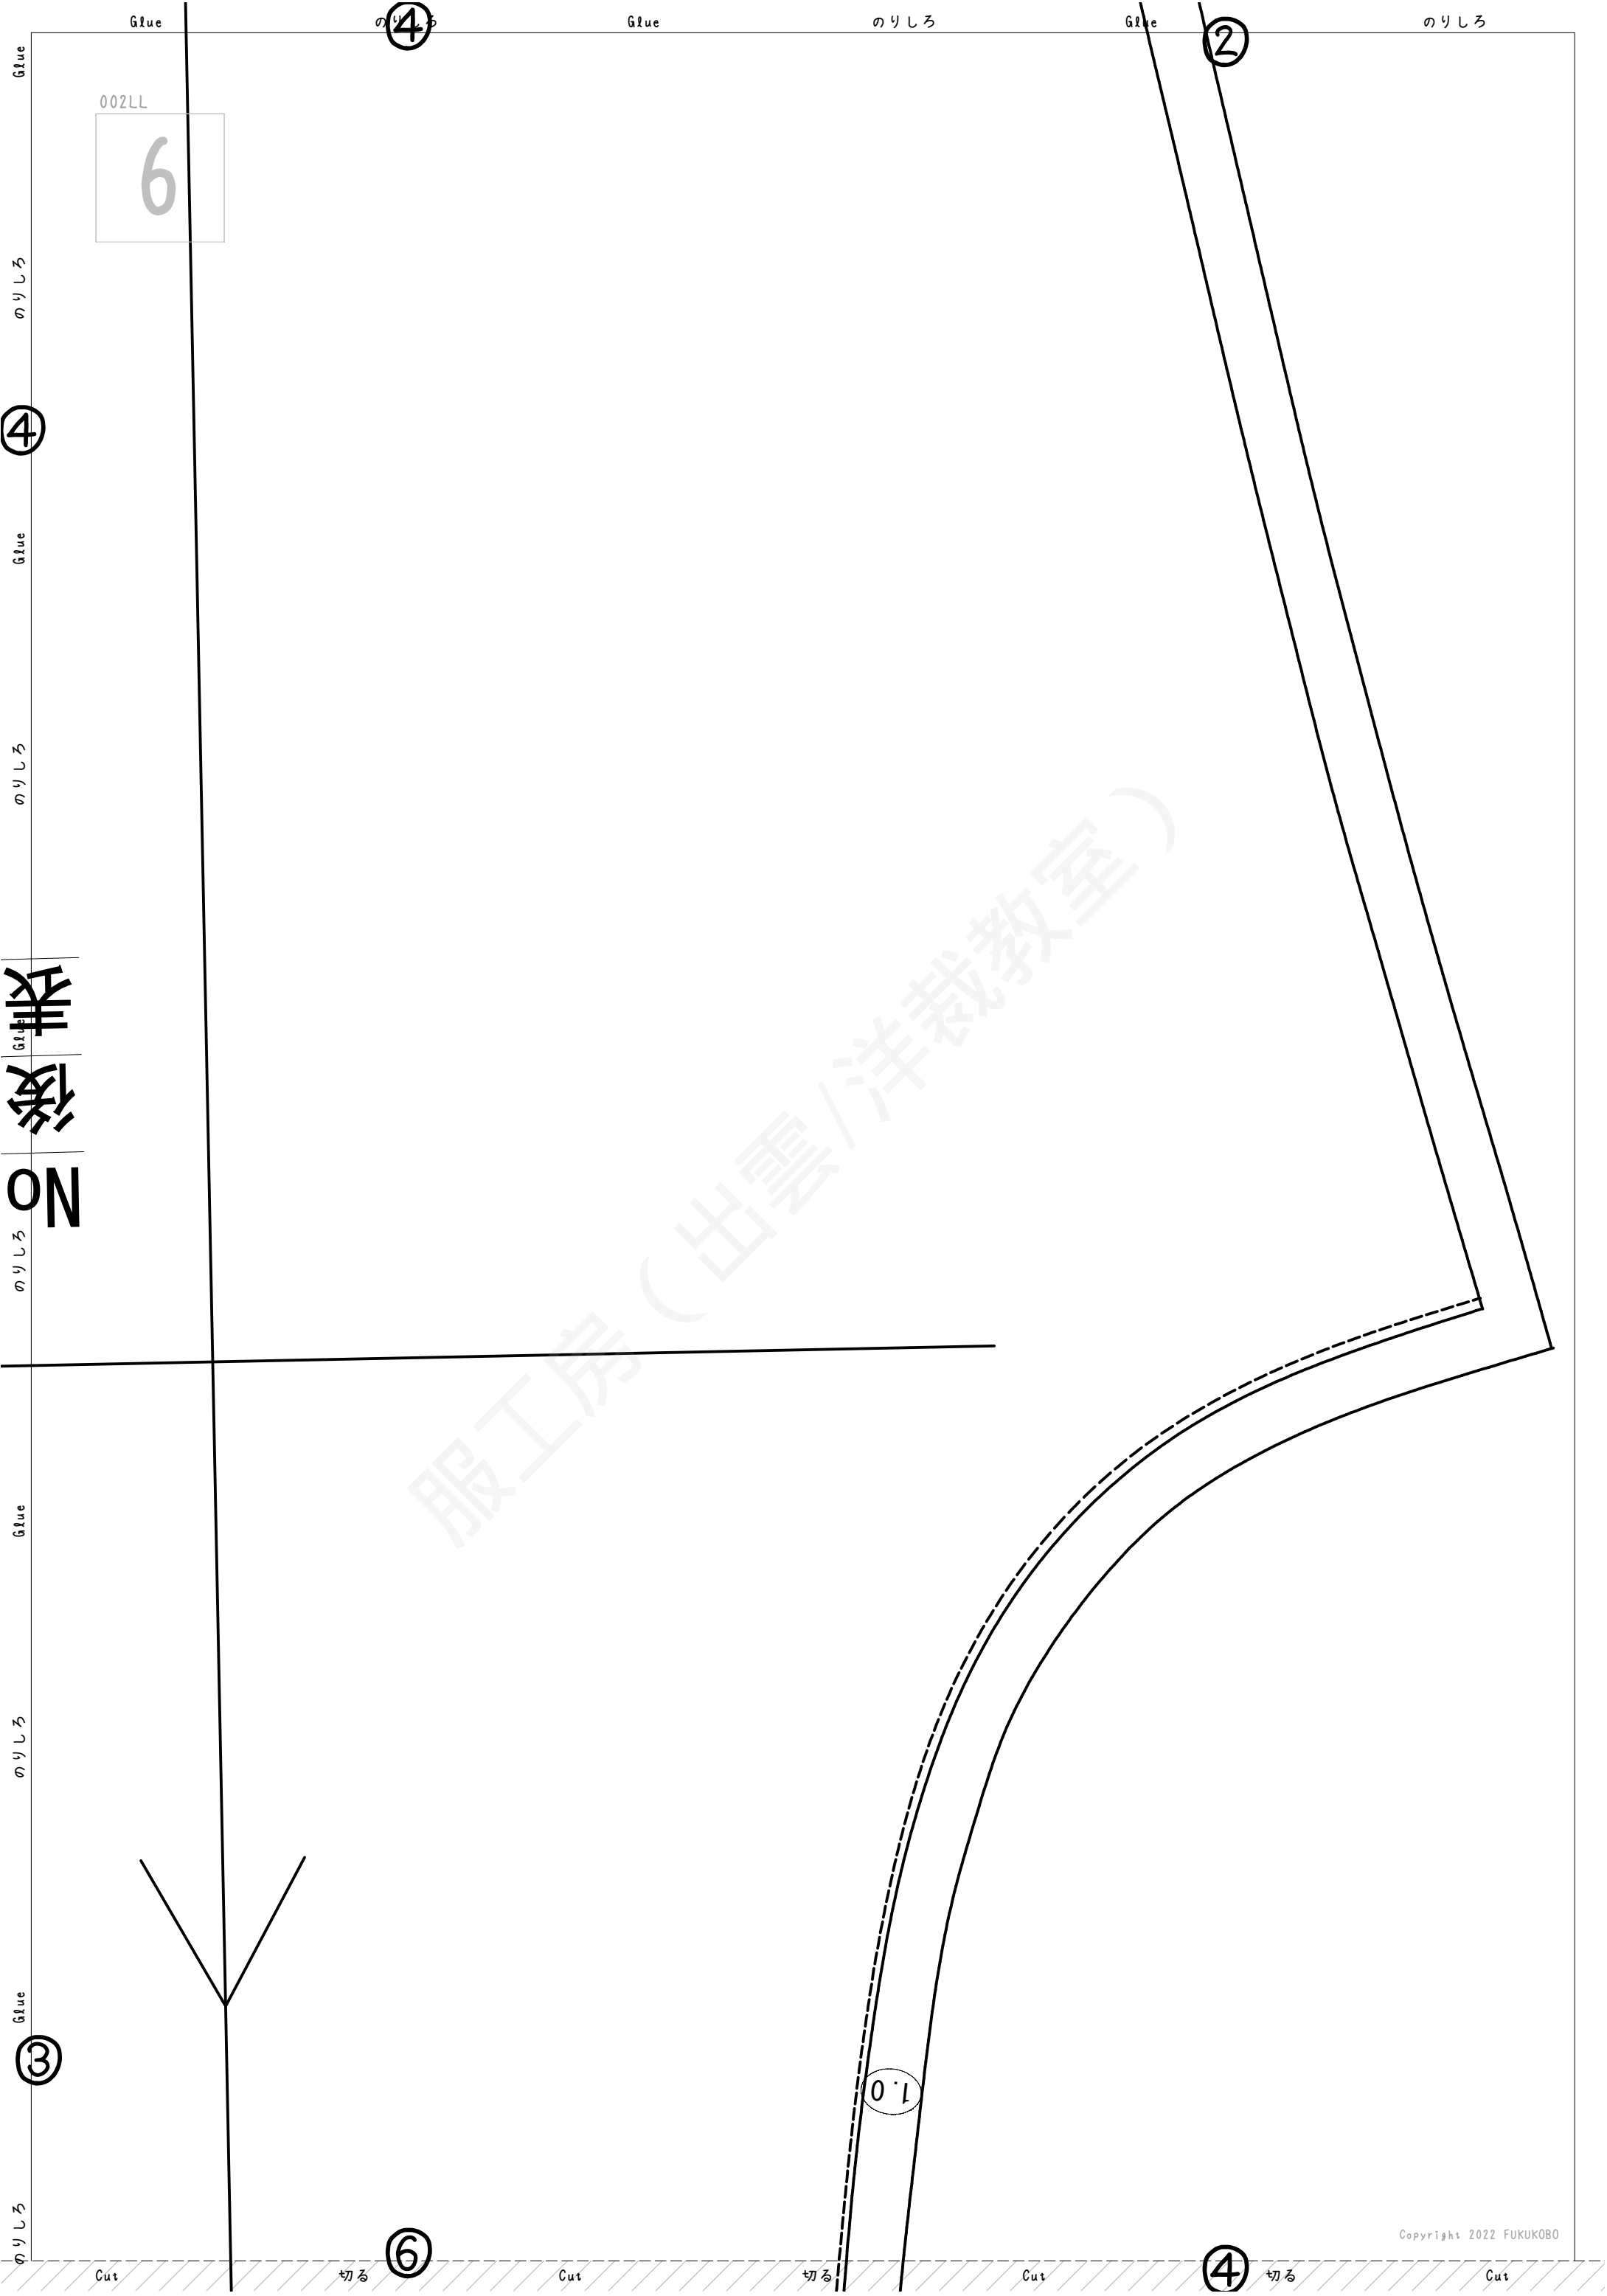 Glue のりしろ Glue のりしろ Glue のりしろ
④ ②
Glue
002LL
6
のりしろ
④
Glue
のりしろ
表
Glue
後
No
のりしろ
服工房（出雲/洋裁教室）
Glue
のりしろ
Glue
③
1.0
のりしろ
Copyright 2022 FUKUKOBO
⑥ ④
Cut 切る Cut 切る Cut 切る Cut